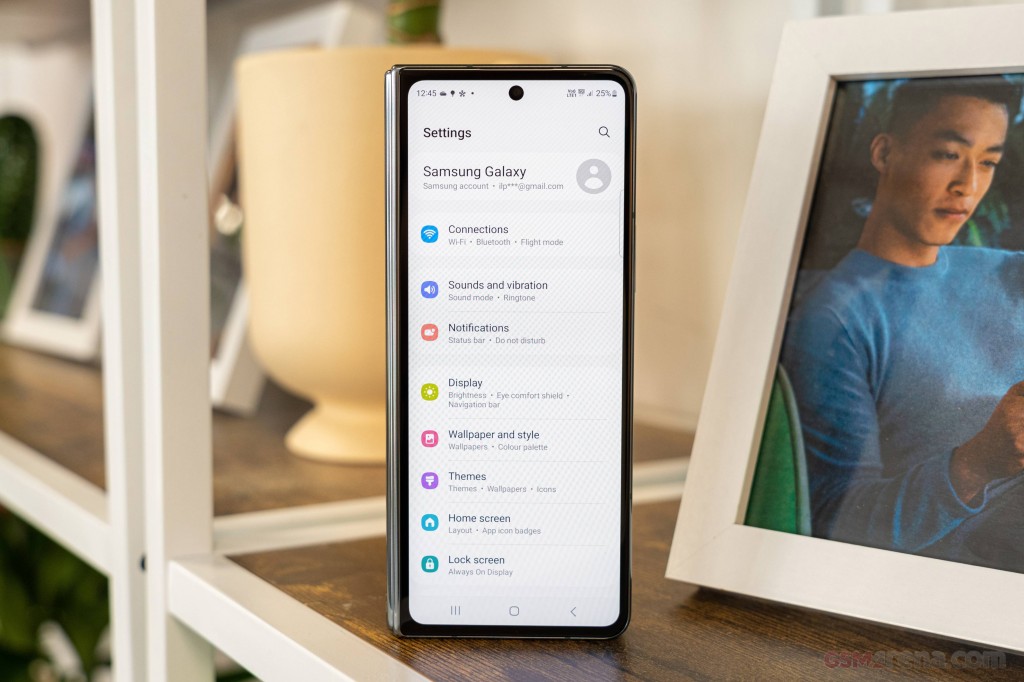 12:45
25%
Settings
Samsung Galaxy
Samsung account • ilp***@gmail.com
Connections
Wi-Fi • Bluetooth • Flight mode
Sounds and vibration
Sound mode • Ringtone
Notifications
Status bar • Do not disturb
Display
Brightness • Eye comfort shield •
Navigation bar
Wallpaper and style
Wallpapers • Colour palette
Themes
Themes • Wallpapers • Icons
Home screen
Layout • App icon badges
Lock screen
Always On Display
GSMArena.com